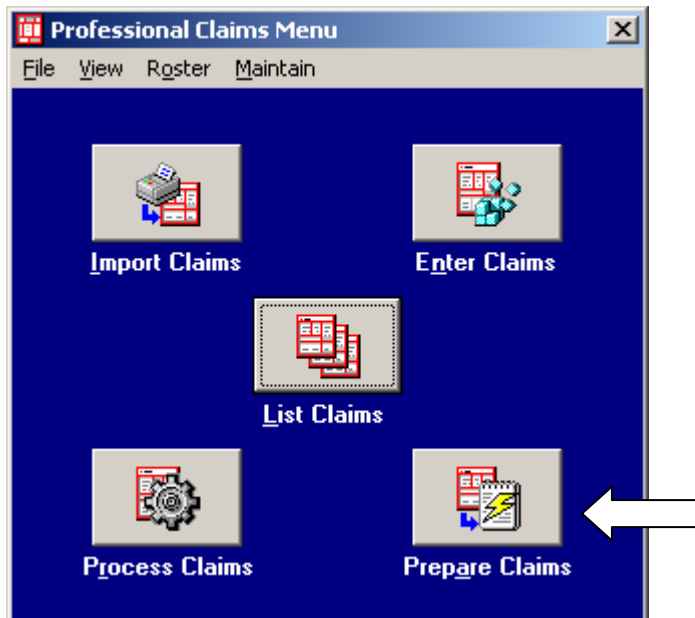 Professional Claims Menu
File View Roster Maintain
Import Claims
Enter Claims
List Claims
Process Claims
Prepare Claims